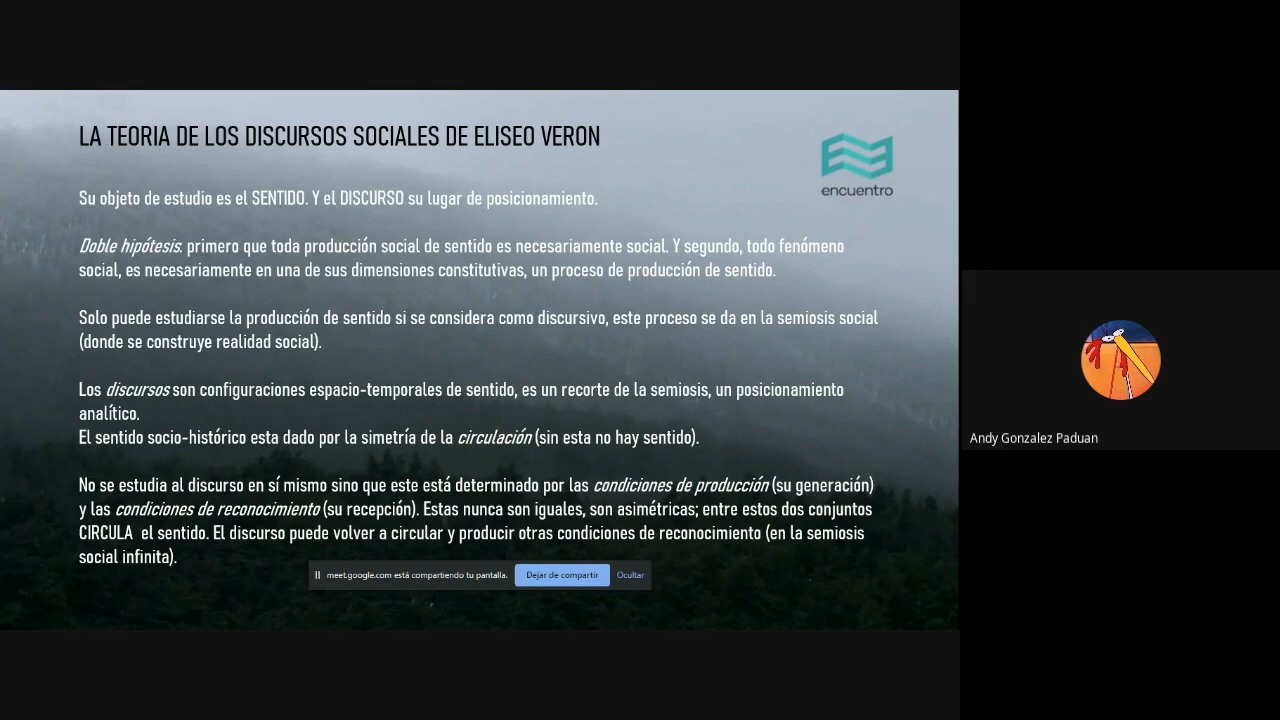 LA TEORIA DE LOS DISCURSOS SOCIALES DE ELISEO VERON
encuentro
Su objeto de estudio es el SENTIDO. Y el DISCURSO su lugar de posicionamiento.
Doble hipótesis: primero que toda producción social de sentido es necesariamente social. Y segundo, todo fenómeno
social, es necesariamente en una de sus dimensiones constitutivas, un proceso de producción de sentido.
Solo puede estudiarse la producción de sentido si se considera como discursivo, este proceso se da en la semiosis social
(donde se construye realidad social).
Los discursos son configuraciones espacio-temporales de sentido, es un recorte de la semiosis, un posicionamiento
analítico.
El sentido socio-histórico esta dado por la simetría de la circulación (sin esta no hay sentido).
No se estudia al discurso en sí mismo sino que este está determinado por las condiciones de producción (su generación)
y las condiciones de reconocimiento (su recepción). Estas nunca son iguales, son asimétricas; entre estos dos conjuntos
CIRCULA el sentido. El discurso puede volver a circular y producir otras condiciones de reconocimiento (en la semiosis
social infinita).
meet.google.com está compartiendo tu pantalla. Dejar de compartir Ocultar
Andy Gonzalez Paduan